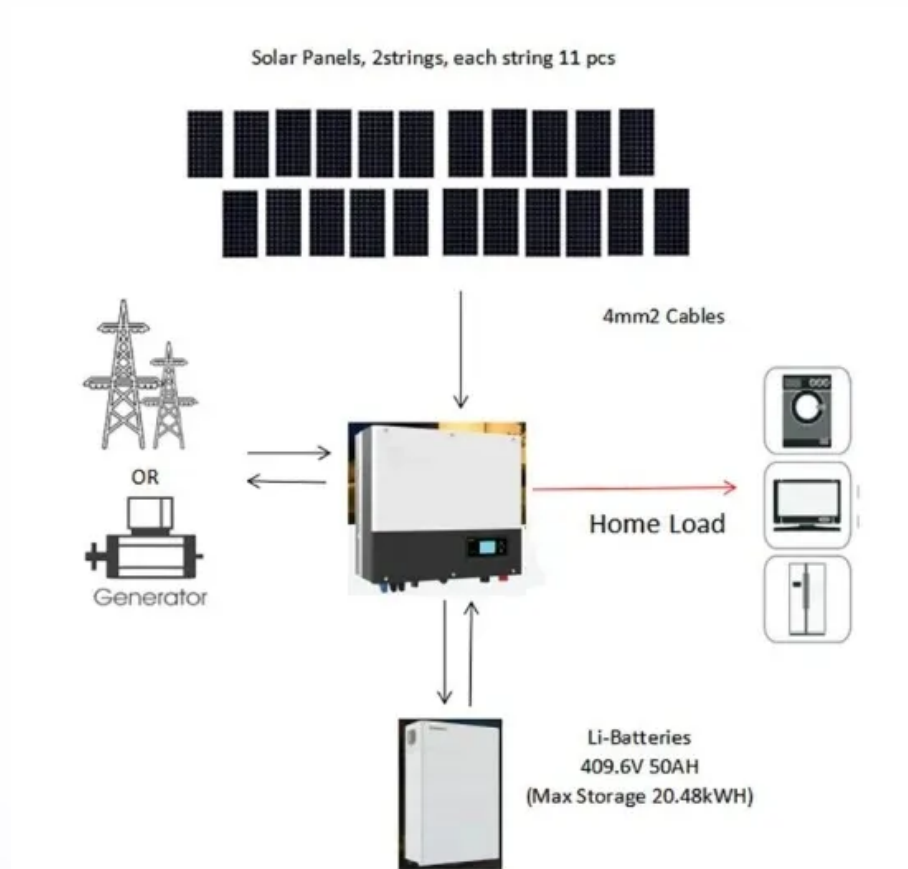 Solar Panels, 2strings, each string 11 pcs
4mm2 Cables
OR
Generator
Home Load
Li-Batteries
409.6V 50AH
(Max Storage 20.48kWH)